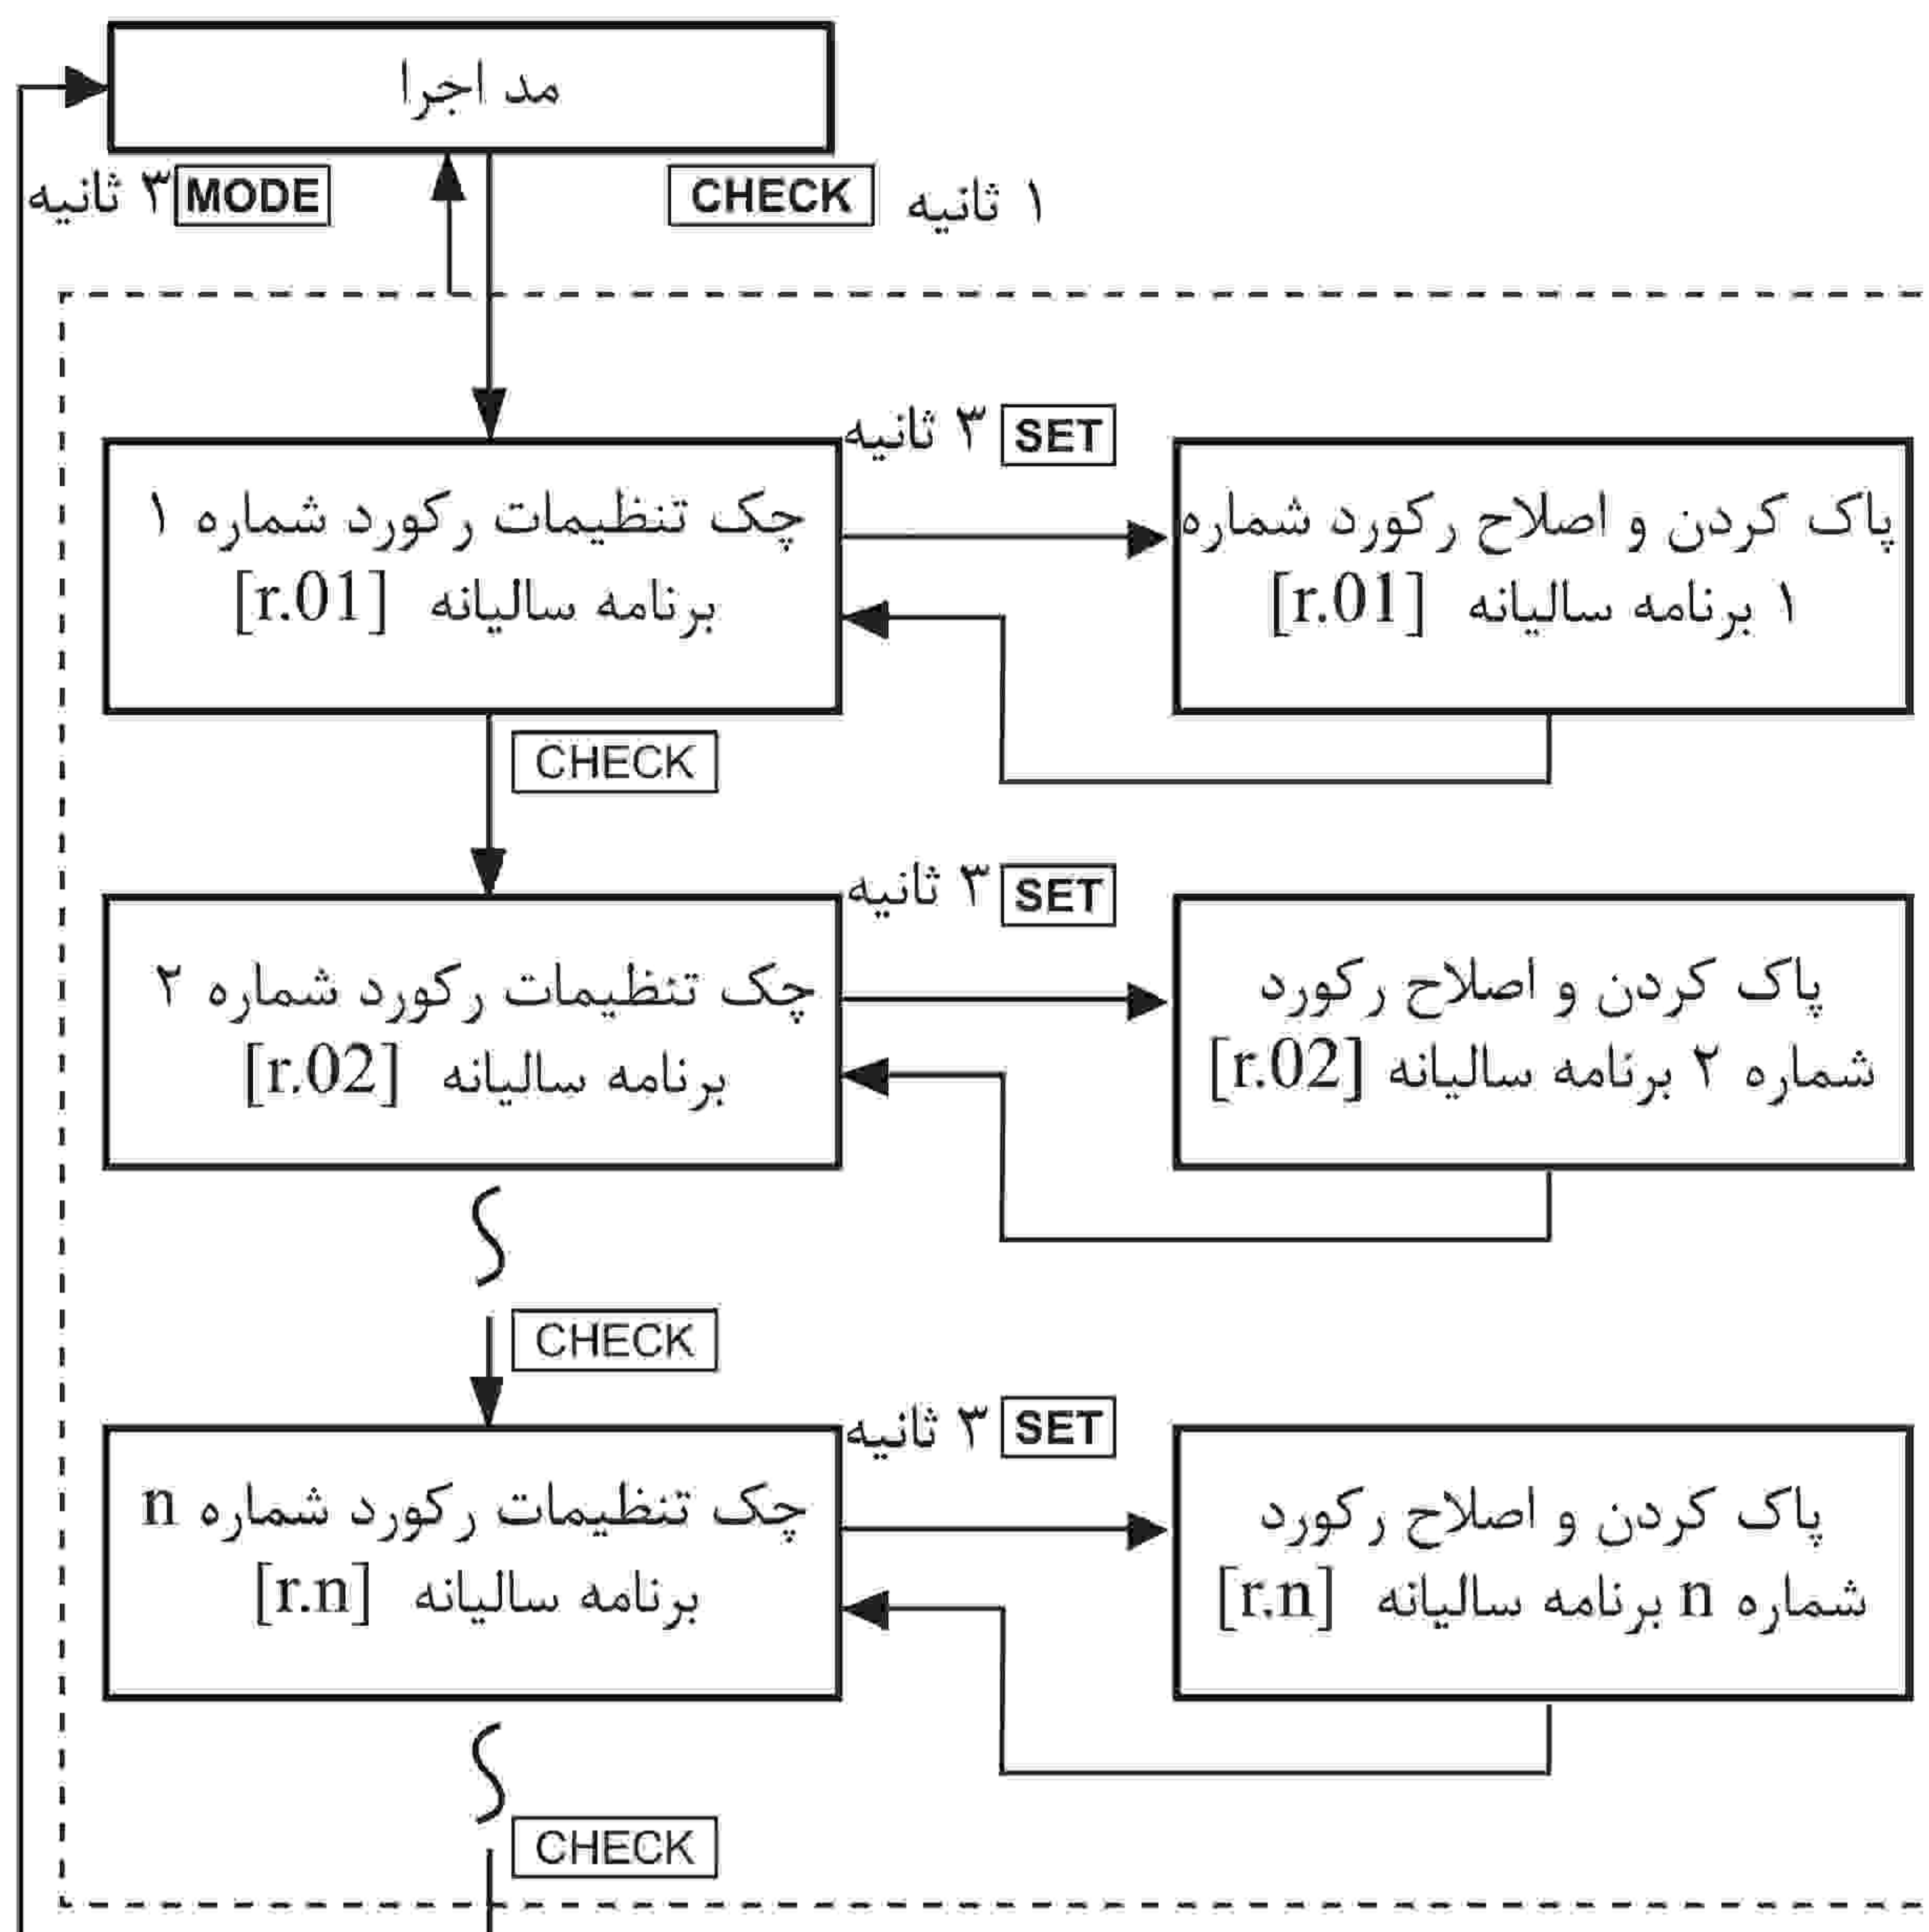 مد اجرا
MODE ۳ ثانیه
CHECK ۱ ثانیه
SET ۳ ثانیه
چک تنظیمات رکورد شماره ۱
برنامه سالیانه [r.01]
پاک کردن و اصلاح رکورد شماره
۱ برنامه سالیانه [r.01]
CHECK
SET ۳ ثانیه
چک تنظیمات رکورد شماره ۲
برنامه سالیانه [r.02]
پاک کردن و اصلاح رکورد
شماره ۲ برنامه سالیانه [r.02]
CHECK
SET ۳ ثانیه
چک تنظیمات رکورد شماره n
برنامه سالیانه [r.n]
پاک کردن و اصلاح رکورد
شماره n برنامه سالیانه [r.n]
CHECK